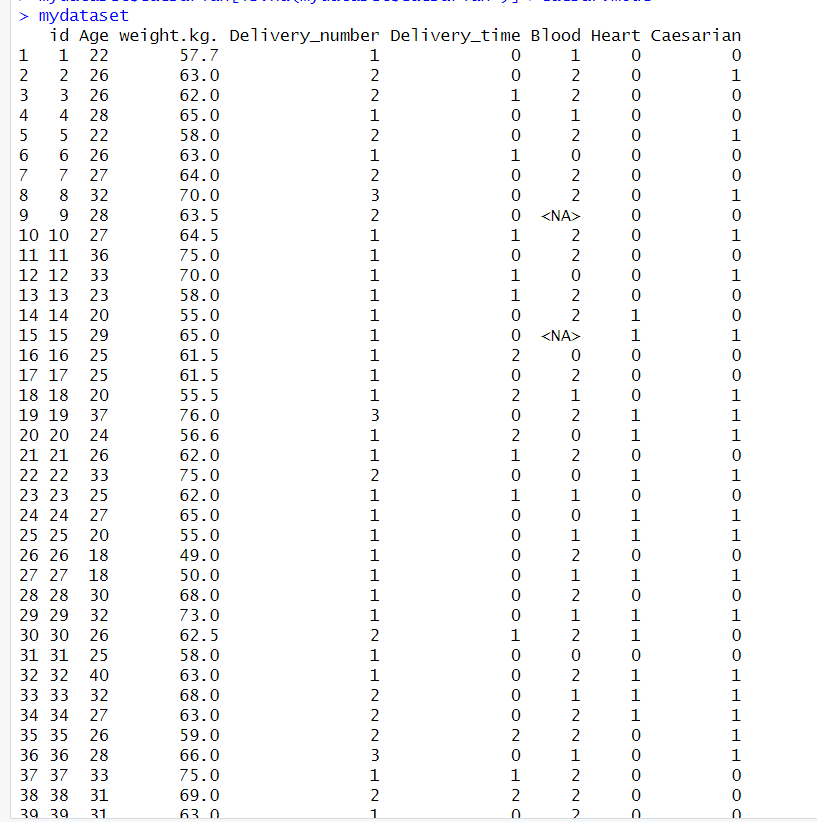 > mydataset
id Age weight.kg. Delivery_number Delivery_time Blood Heart Caesarian
1 1 22 57.7 1 0 1 0 0
2 2 26 63.0 2 0 2 0 1
3 3 26 62.0 2 1 2 0 0
4 4 28 65.0 1 0 1 0 0
5 5 22 58.0 2 0 2 0 1
6 6 26 63.0 1 1 0 0 0
7 7 27 64.0 2 0 2 0 0
8 8 32 70.0 3 0 2 0 1
9 9 28 63.5 2 0 <NA> 0 0
10 10 27 64.5 1 1 2 0 1
11 11 36 75.0 1 0 2 0 0
12 12 33 70.0 1 1 0 0 1
13 13 23 58.0 1 1 2 0 0
14 14 20 55.0 1 0 2 1 0
15 15 29 65.0 1 0 <NA> 1 1
16 16 25 61.5 1 2 0 0 0
17 17 25 61.5 1 0 2 0 0
18 18 20 55.5 1 2 1 0 1
19 19 37 76.0 3 0 2 1 1
20 20 24 56.6 1 2 0 1 1
21 21 26 62.0 1 1 2 0 0
22 22 33 75.0 2 0 0 1 1
23 23 25 62.0 1 1 1 0 0
24 24 27 65.0 1 0 0 1 1
25 25 20 55.0 1 0 1 1 1
26 26 18 49.0 1 0 2 0 0
27 27 18 50.0 1 0 1 1 1
28 28 30 68.0 1 0 2 0 0
29 29 32 73.0 1 0 1 1 1
30 30 26 62.5 2 1 2 1 0
31 31 25 58.0 1 0 0 0 0
32 32 40 63.0 1 0 2 1 1
33 33 32 68.0 2 0 1 1 1
34 34 27 63.0 2 0 2 1 1
35 35 26 59.0 2 2 2 0 1
36 36 28 66.0 3 0 1 0 1
37 37 33 75.0 1 1 2 0 0
38 38 31 69.0 2 2 2 0 0
39 39 31 63.0 1 0 2 0 0